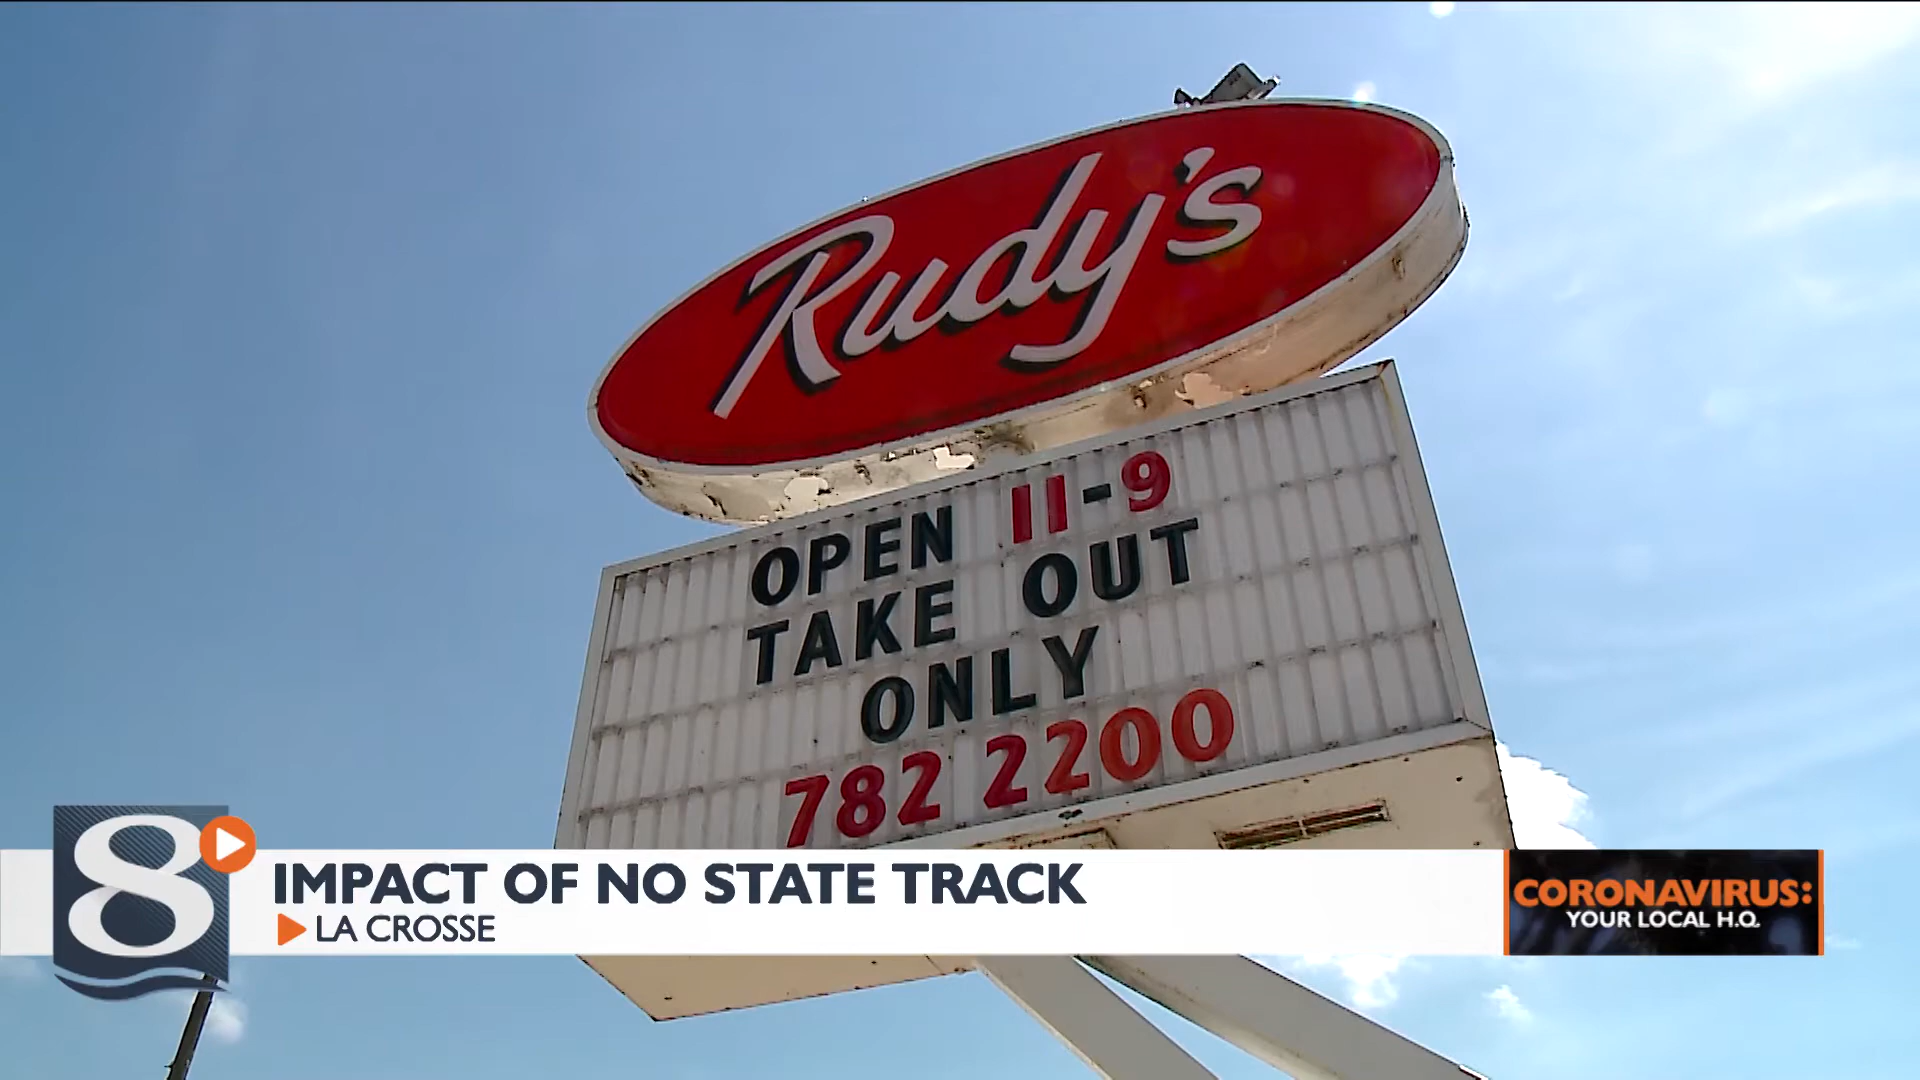 Rudy's
OPEN 11-9
TAKE OUT
ONLY
782 2200
8
IMPACT OF NO STATE TRACK
LA CROSSE
CORONAVIRUS:
YOUR LOCAL H.Q.